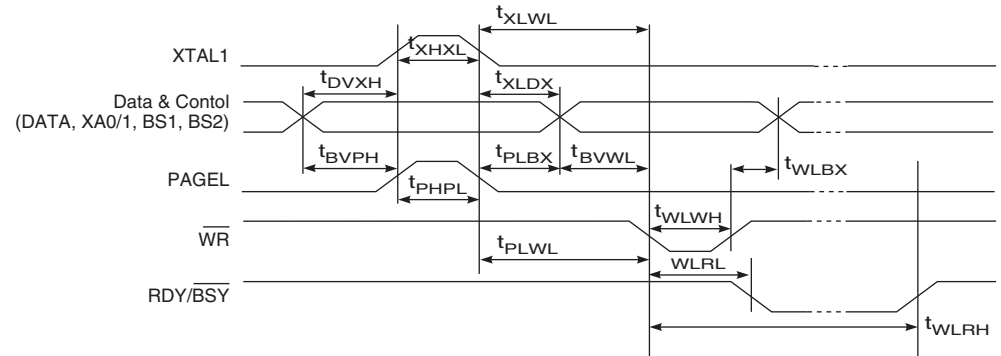 tXLWL
XTAL1
tXHXL
tDVXH
tXLDX
Data & Contol
(DATA, XA0/1, BS1, BS2)
tBVPH
tPLBX
tBVWL
tWLBX
PAGEL
tPHPL
tWLWH
WR
tPLWL
WLRL
RDY/BSY
tWLRH